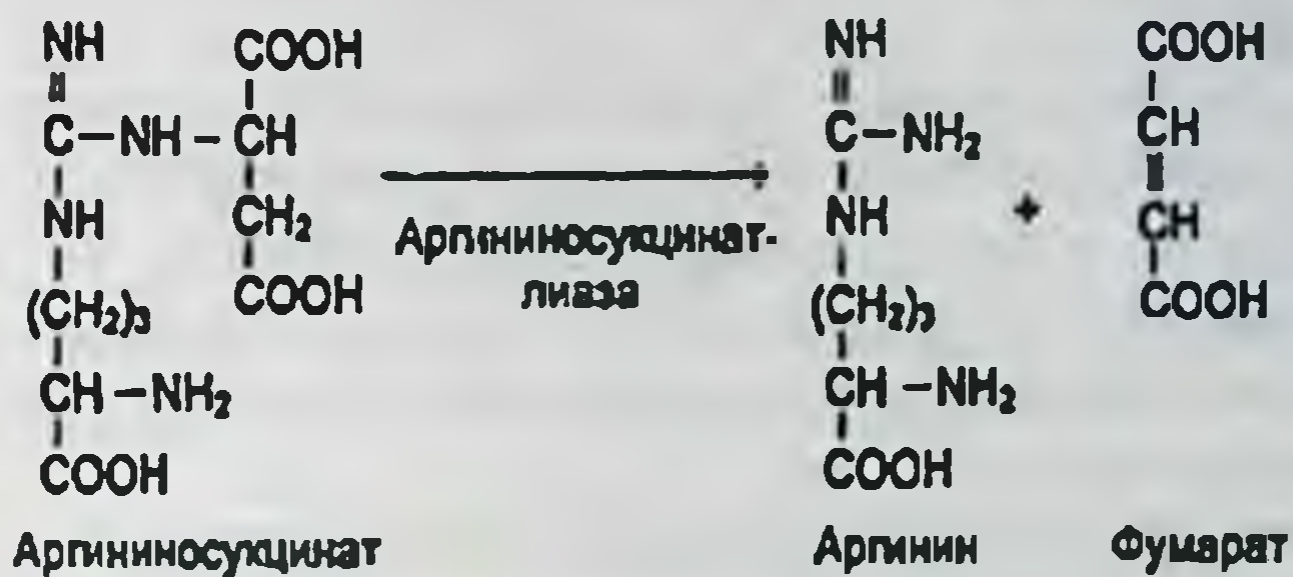 NH COOH NH COOH
C–NH–CH C–NH₂ CH
NH CH₂ NH + CH
Аргининосукцинат-
лиаза
(CH₂)₃ COOH (CH₂)₃ COOH
CH–NH₂ CH–NH₂
COOH COOH
Аргининосукцинат Аргинин Фумарат